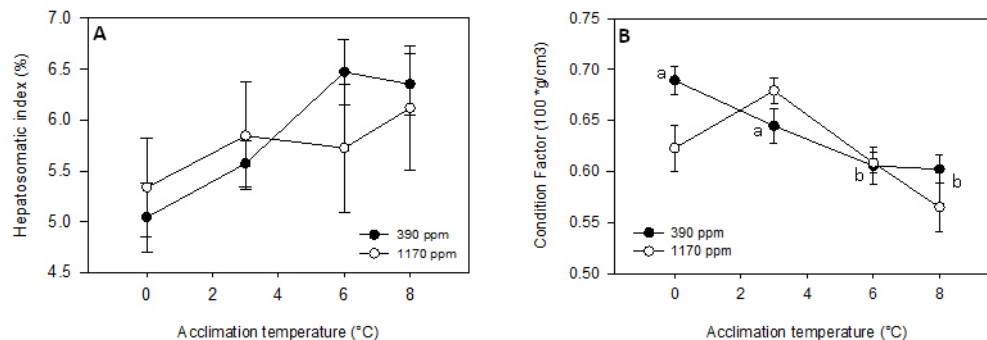 A
Hepatosomatic index (%)
7.0
6.5
6.0
5.5
5.0
4.5
390 ppm
1170 ppm
0 2 4 6 8
Acclimation temperature (°C)
B
Condition Factor (100 *g/cm3)
0.70
0.65
0.60
0.55
0.50
a
a
b
b
390 ppm
1170 ppm
0 2 4 6 8
Acclimation temperature (°C)